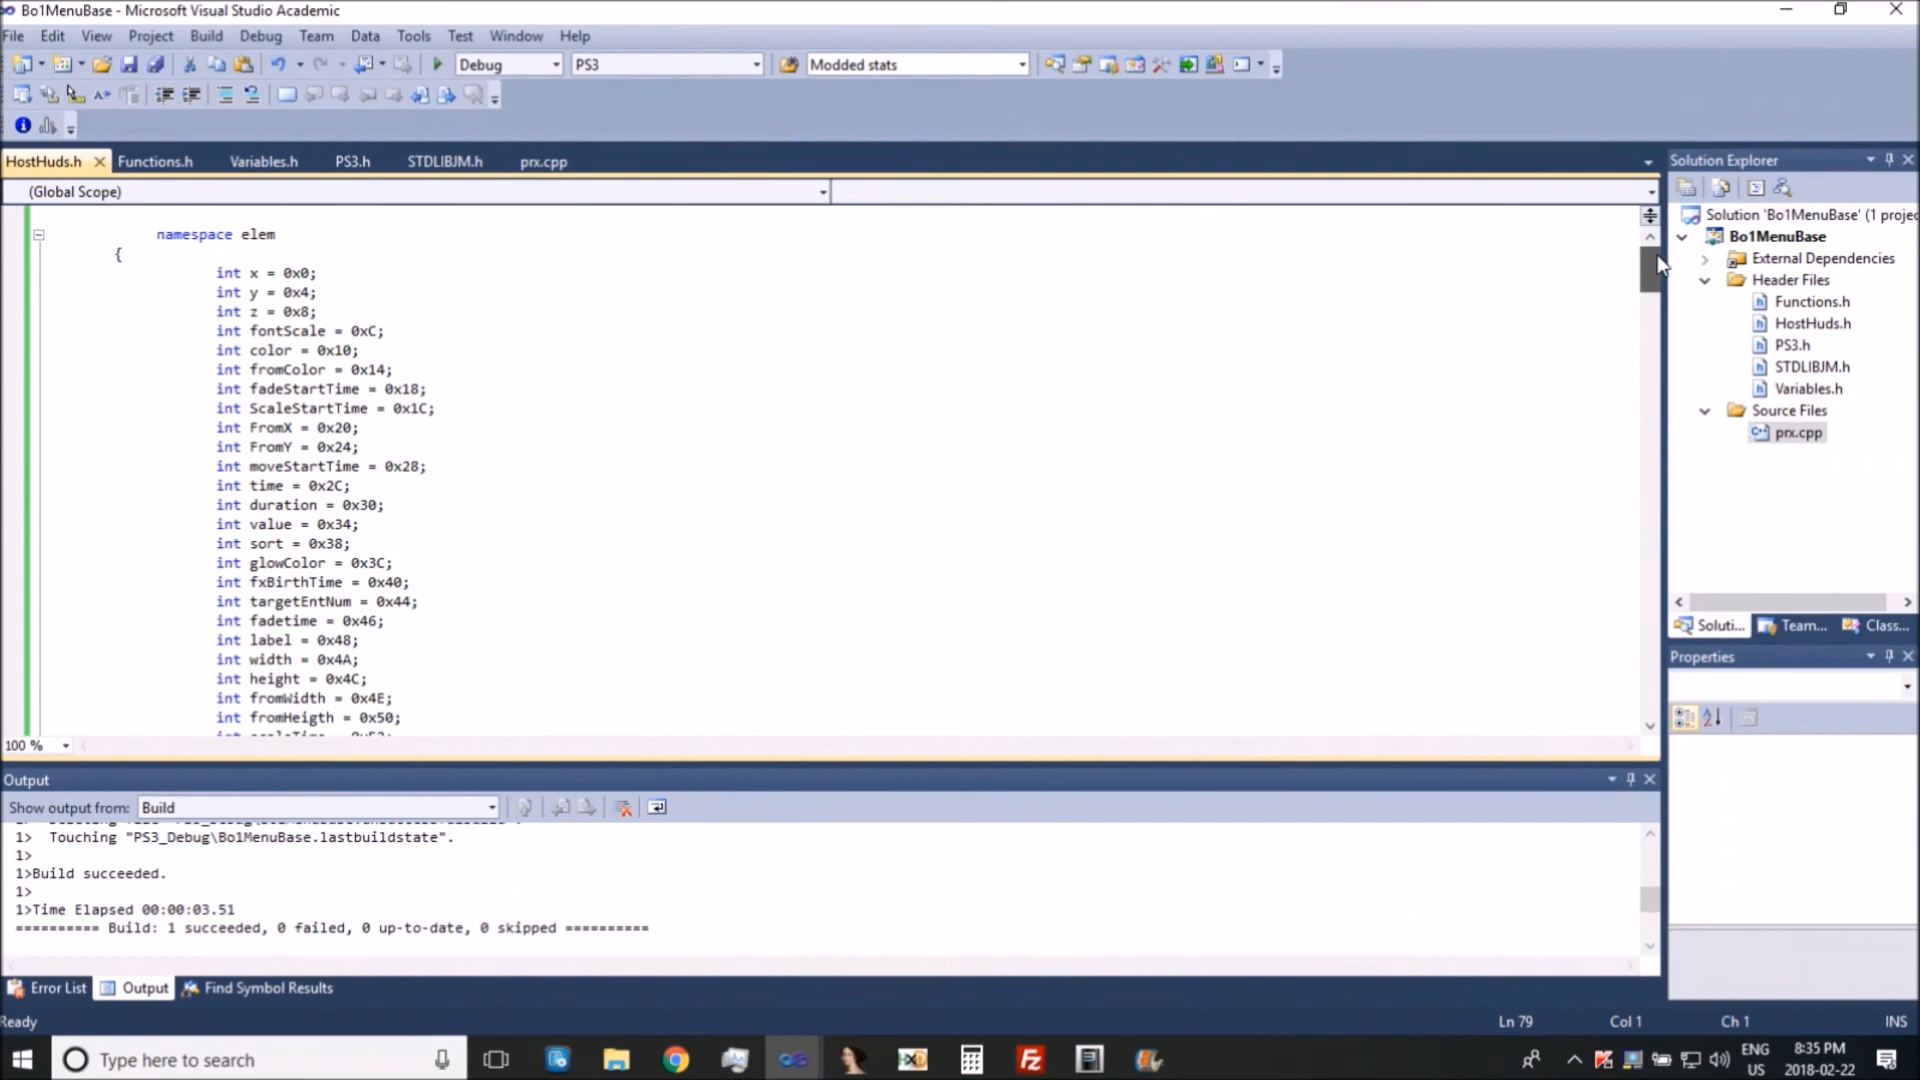 Bo1MenuBase - Microsoft Visual Studio Academic
File Edit View Project Build Debug Team Data Tools Test Window Help
Debug PS3 Modded stats
HostHuds.h Functions.h Variables.h PS3.h STDLIBJM.h prx.cpp
(Global Scope)
namespace elem
{
int x = 0x0;
int y = 0x4;
int z = 0x8;
int fontScale = 0xC;
int color = 0x10;
int fromColor = 0x14;
int fadeStartTime = 0x18;
int ScaleStartTime = 0x1C;
int FromX = 0x20;
int FromY = 0x24;
int moveStartTime = 0x28;
int time = 0x2C;
int duration = 0x30;
int value = 0x34;
int sort = 0x38;
int glowColor = 0x3C;
int fxBirthTime = 0x40;
int targetEntNum = 0x44;
int fadetime = 0x46;
int label = 0x48;
int width = 0x4A;
int height = 0x4C;
int fromWidth = 0x4E;
int fromHeigth = 0x50;
100 %
Solution Explorer
Solution 'Bo1MenuBase' (1 projec
Bo1MenuBase
External Dependencies
Header Files
Functions.h
HostHuds.h
PS3.h
STDLIBJM.h
Variables.h
Source Files
prx.cpp
Soluti... Team... Class...
Properties
Output
Show output from: Build
1> Touching "PS3_Debug\Bo1MenuBase.lastbuildstate".
1>
1>Build succeeded.
1>
1>Time Elapsed 00:00:03.51
========== Build: 1 succeeded, 0 failed, 0 up-to-date, 0 skipped ==========
Error List Output Find Symbol Results
Ready Ln 79 Col 1 Ch 1 INS
Type here to search
ENG
US
8:35 PM
2018-02-22